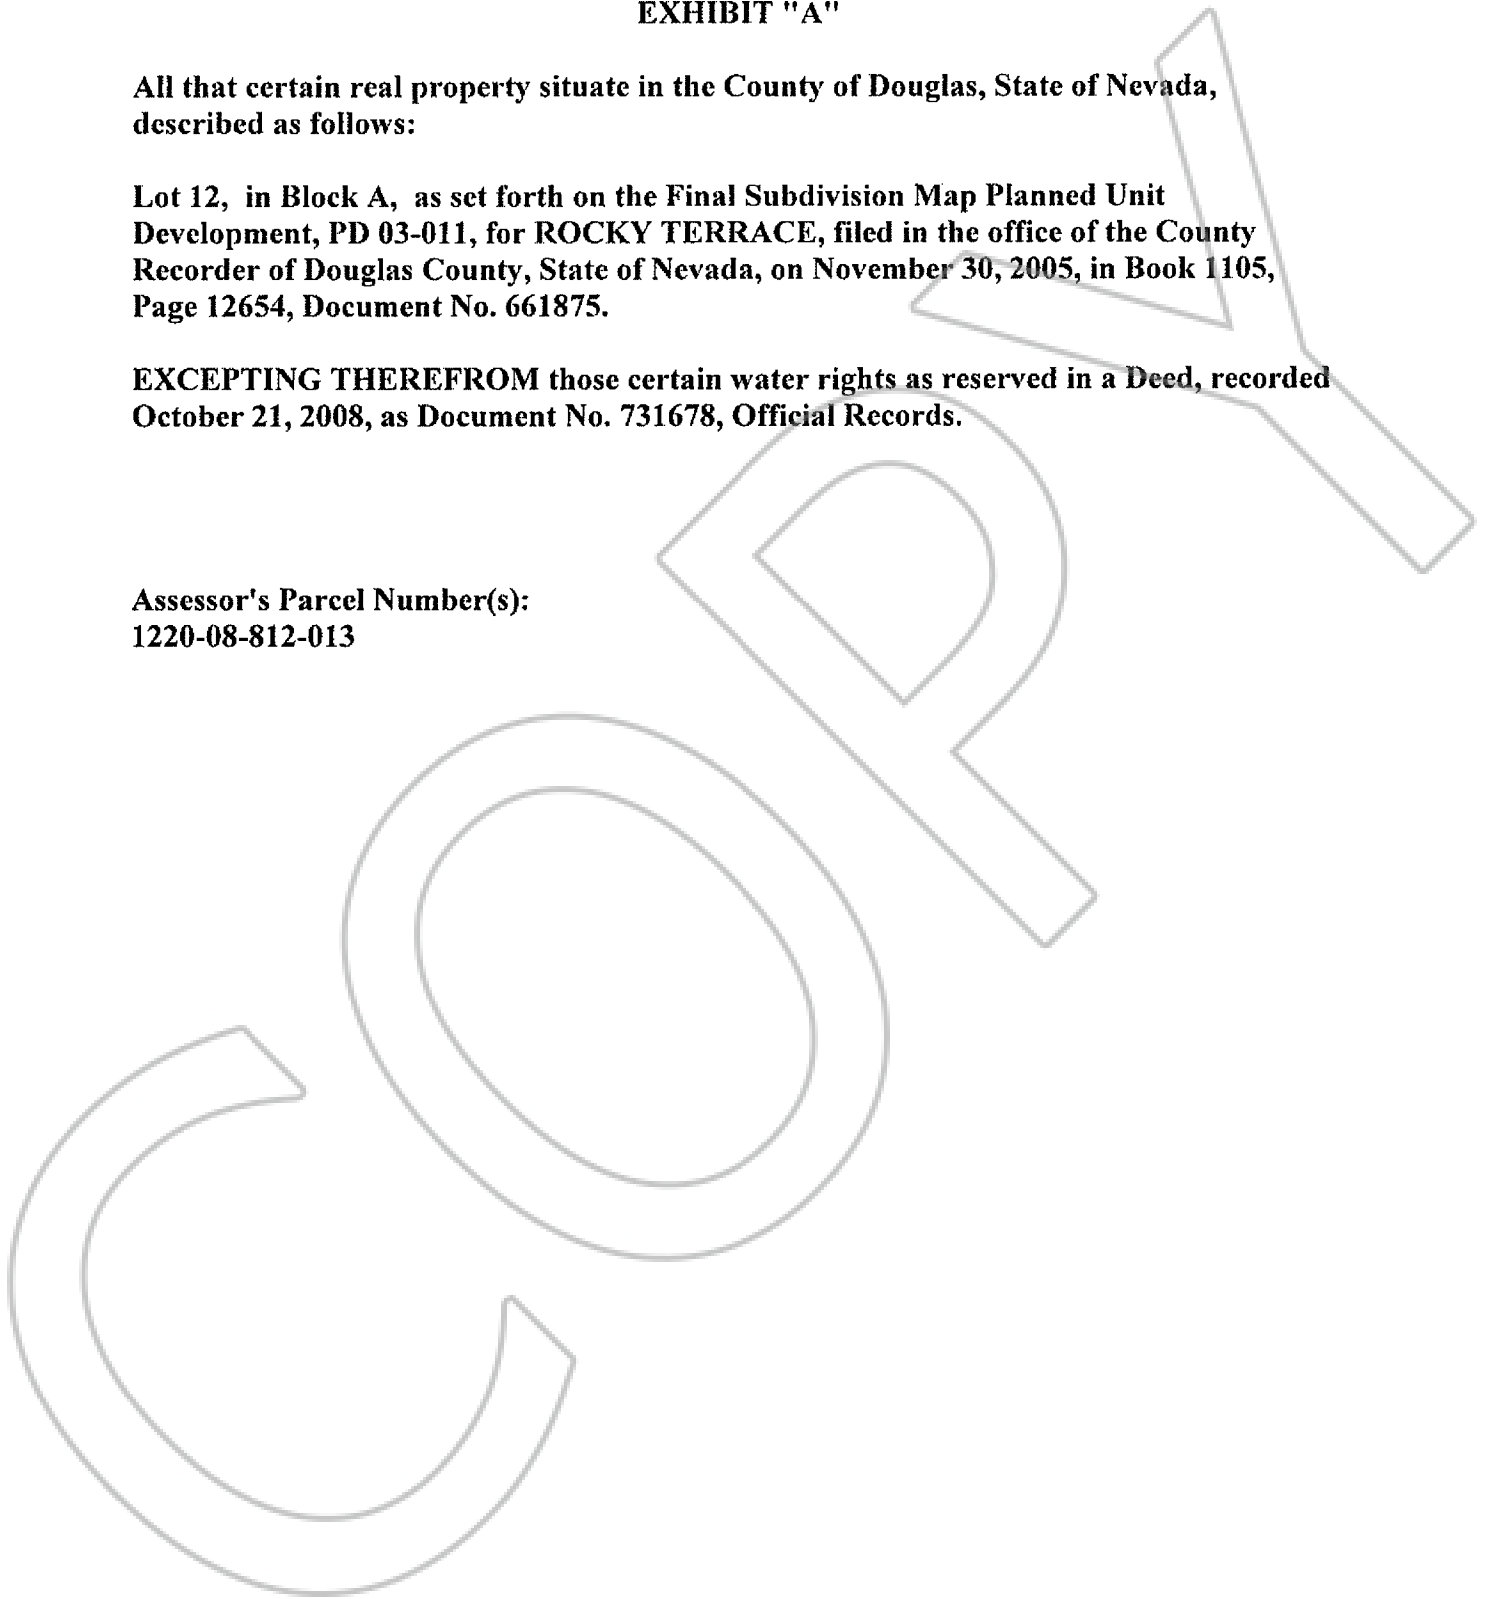 EXHIBIT "A"
All that certain real property situate in the County of Douglas, State of Nevada,
described as follows:
Lot 12, in Block A, as set forth on the Final Subdivision Map Planned Unit
Development, PD 03-011, for ROCKY TERRACE, filed in the office of the County
Recorder of Douglas County, State of Nevada, on November 30, 2005, in Book 1105,
Page 12654, Document No. 661875.
EXCEPTING THEREFROM those certain water rights as reserved in a Deed, recorded
October 21, 2008, as Document No. 731678, Official Records.
Assessor's Parcel Number(s):
1220-08-812-013
COPY